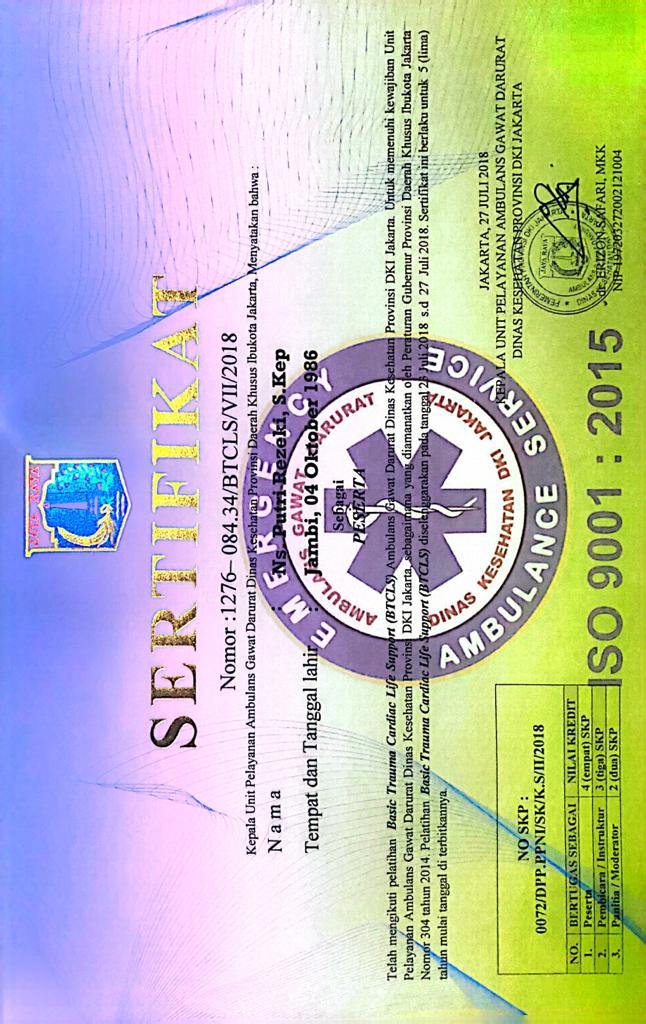 JAYA RAYA
SERTIFIKAT
Nomor :1276– 084.34/BTCLS/VII/2018
Kepala Unit Pelayanan Ambulans Gawat Darurat Dinas Kesehatan Provinsi Daerah Khusus Ibukota Jakarta, Menyatakan bahwa :
N a m a : Ns. Putri Rezeki, S.Kep
Tempat dan Tanggal lahir : Jambi, 04 Oktober 1986
Sebagai
PESERTA
Telah mengikuti pelatihan Basic Trauma Cardiac Life Support (BTCLS) Ambulans Gawat Darurat Dinas Kesehatan Provinsi DKI Jakarta. Untuk memenuhi kewajiban Unit
Pelayanan Ambulans Gawat Darurat Dinas Kesehatan Provinsi DKI Jakarta, sebagaimana yang diamanatkan oleh Peraturan Gubernur Provinsi Daerah Khusus Ibukota Jakarta
Nomor 304 tahun 2014. Pelatihan Basic Trauma Cardiac Life Support (BTCLS) diselenggarakan pada tanggal 23 Juli 2018 s.d 27 Juli 2018. Sertifikat ini berlaku untuk 5 (lima)
tahun mulai tanggal di terbitkannya.
EMERGENCY
AMBULANS GAWAT DARURAT
DINAS KESEHATAN DKI JAKARTA
AMBULANCE SERVICE
ISO 9001 : 2015
NO SKP :
0072/DPP.PPNI/SK/K.S/II/2018
NO. BERTUGAS SEBAGAI NILAI KREDIT
1. Peserta 4 (empat) SKP
2. Pembicara / Instruktur 3 (tiga) SKP
3. Panitia / Moderator 2 (dua) SKP
JAKARTA, 27 JULI 2018
KEPALA UNIT PELAYANAN AMBULANS GAWAT DARURAT
DINAS KESEHATAN PROVINSI DKI JAKARTA
ERIZON SAFARI, MKK
NIP 197203272002121004